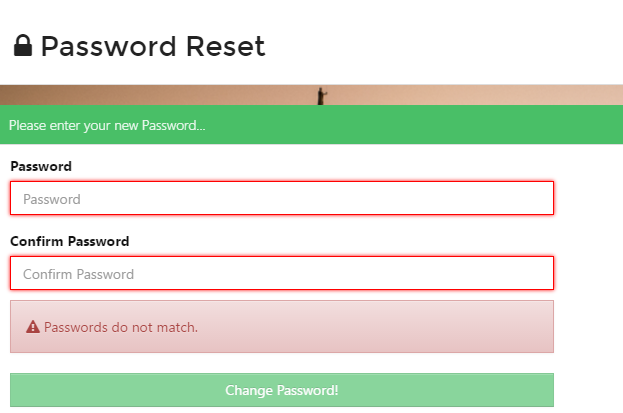 Password Reset
Please enter your new Password...
Password
Password
Confirm Password
Confirm Password
Passwords do not match.
Change Password!